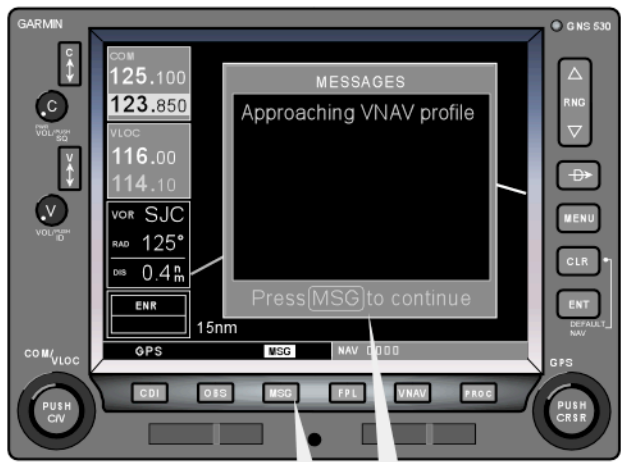 GARMIN
GNS 530
C
COM
125.100
123.850
C
PWR
VOL/PUSH
SQ
VLOC
116.00
114.10
V
V
VOL/PUSH
ID
VOR SJC
RAD 125°
DIS 0.4 nm
ENR
15nm
MESSAGES
Approaching VNAV profile
Press MSG to continue
GPS MSG NAV
RNG
D
MENU
CLR
ENT
DEFAULT
NAV
COM/VLOC
PUSH
C/V
CDI OBS MSG FPL VNAV PROC
GPS
PUSH
CRSR